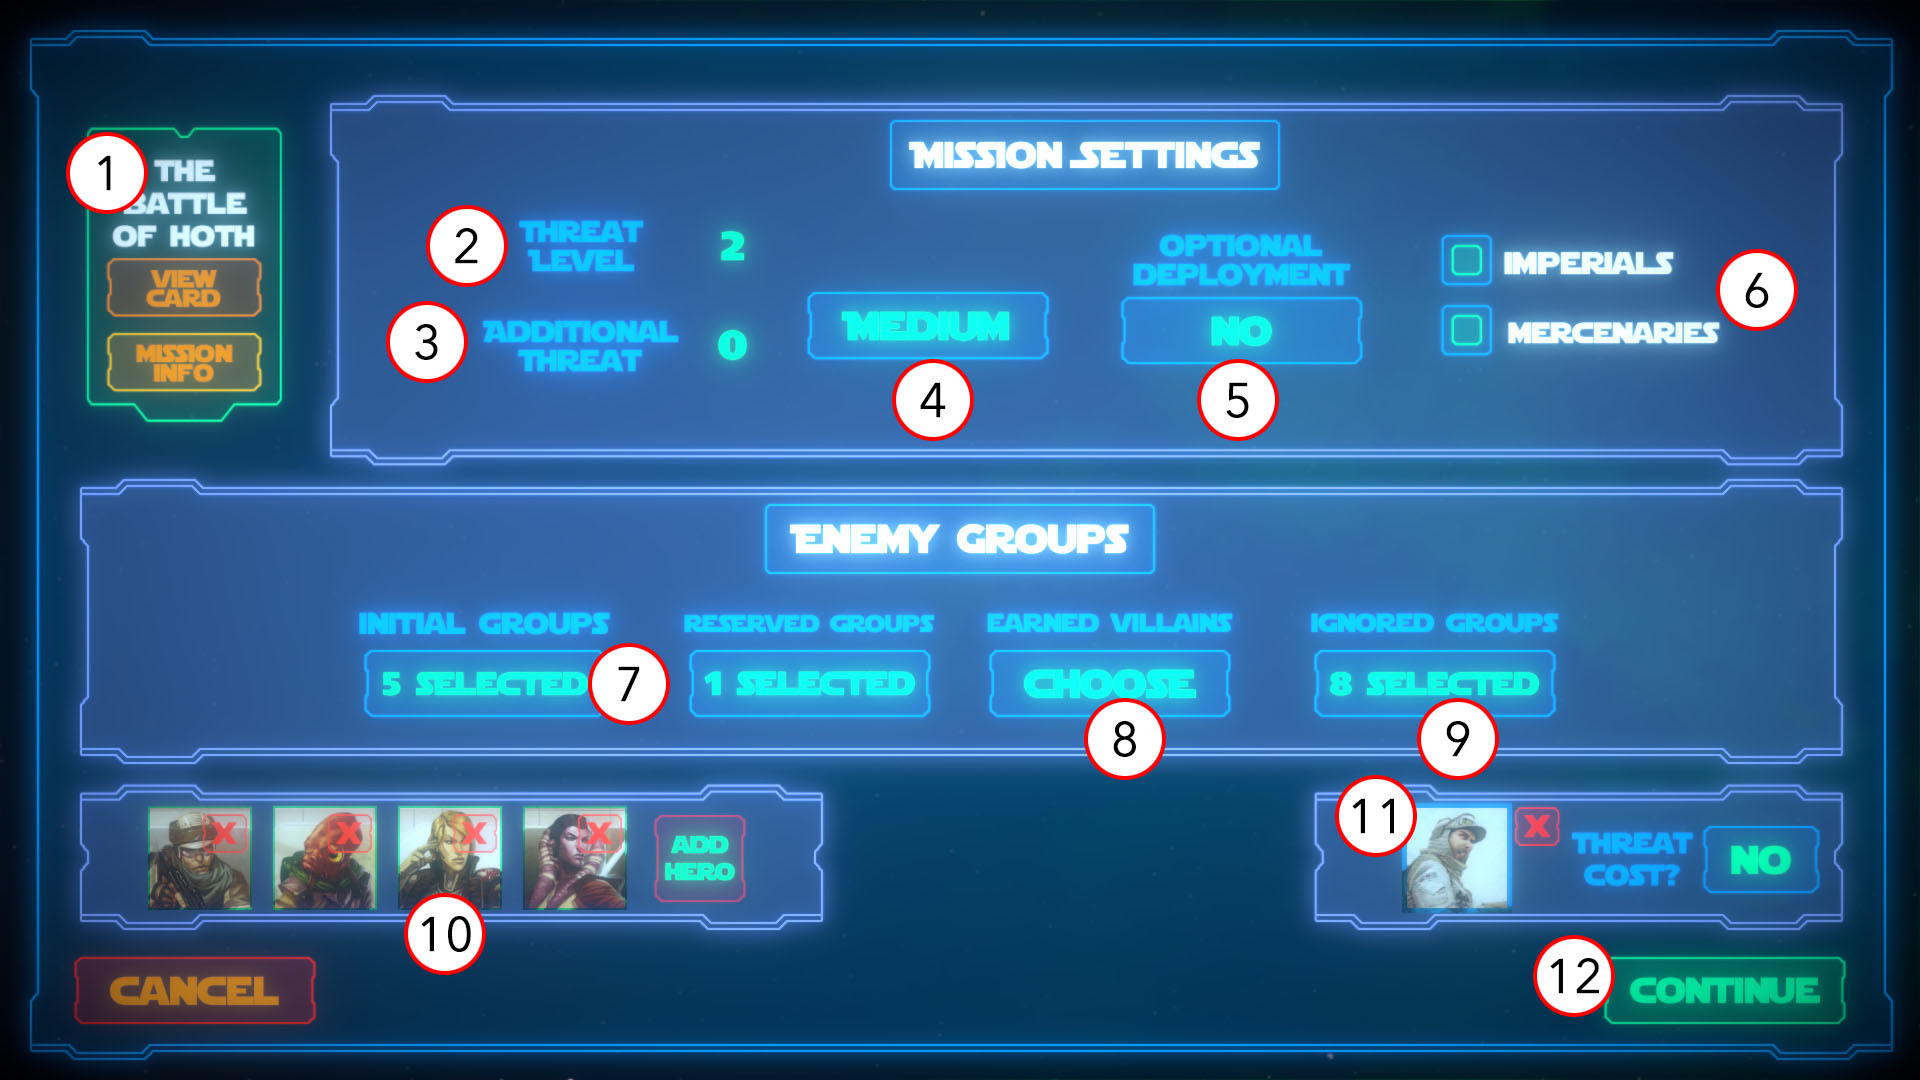 1
THE
BATTLE
OF HOTH
VIEW
CARD
MISSION
INFO
MISSION SETTINGS
2
THREAT
LEVEL
2
3
ADDITIONAL
THREAT
0
MEDIUM
4
OPTIONAL
DEPLOYMENT
NO
5
IMPERIALS
MERCENARIES
6
ENEMY GROUPS
INITIAL GROUPS
5 SELECTED
7
RESERVED GROUPS
1 SELECTED
EARNED VILLAINS
CHOOSE
8
IGNORED GROUPS
8 SELECTED
9
X
X
X
X
ADD
HERO
10
11
X
THREAT
COST?
NO
CANCEL
12
CONTINUE